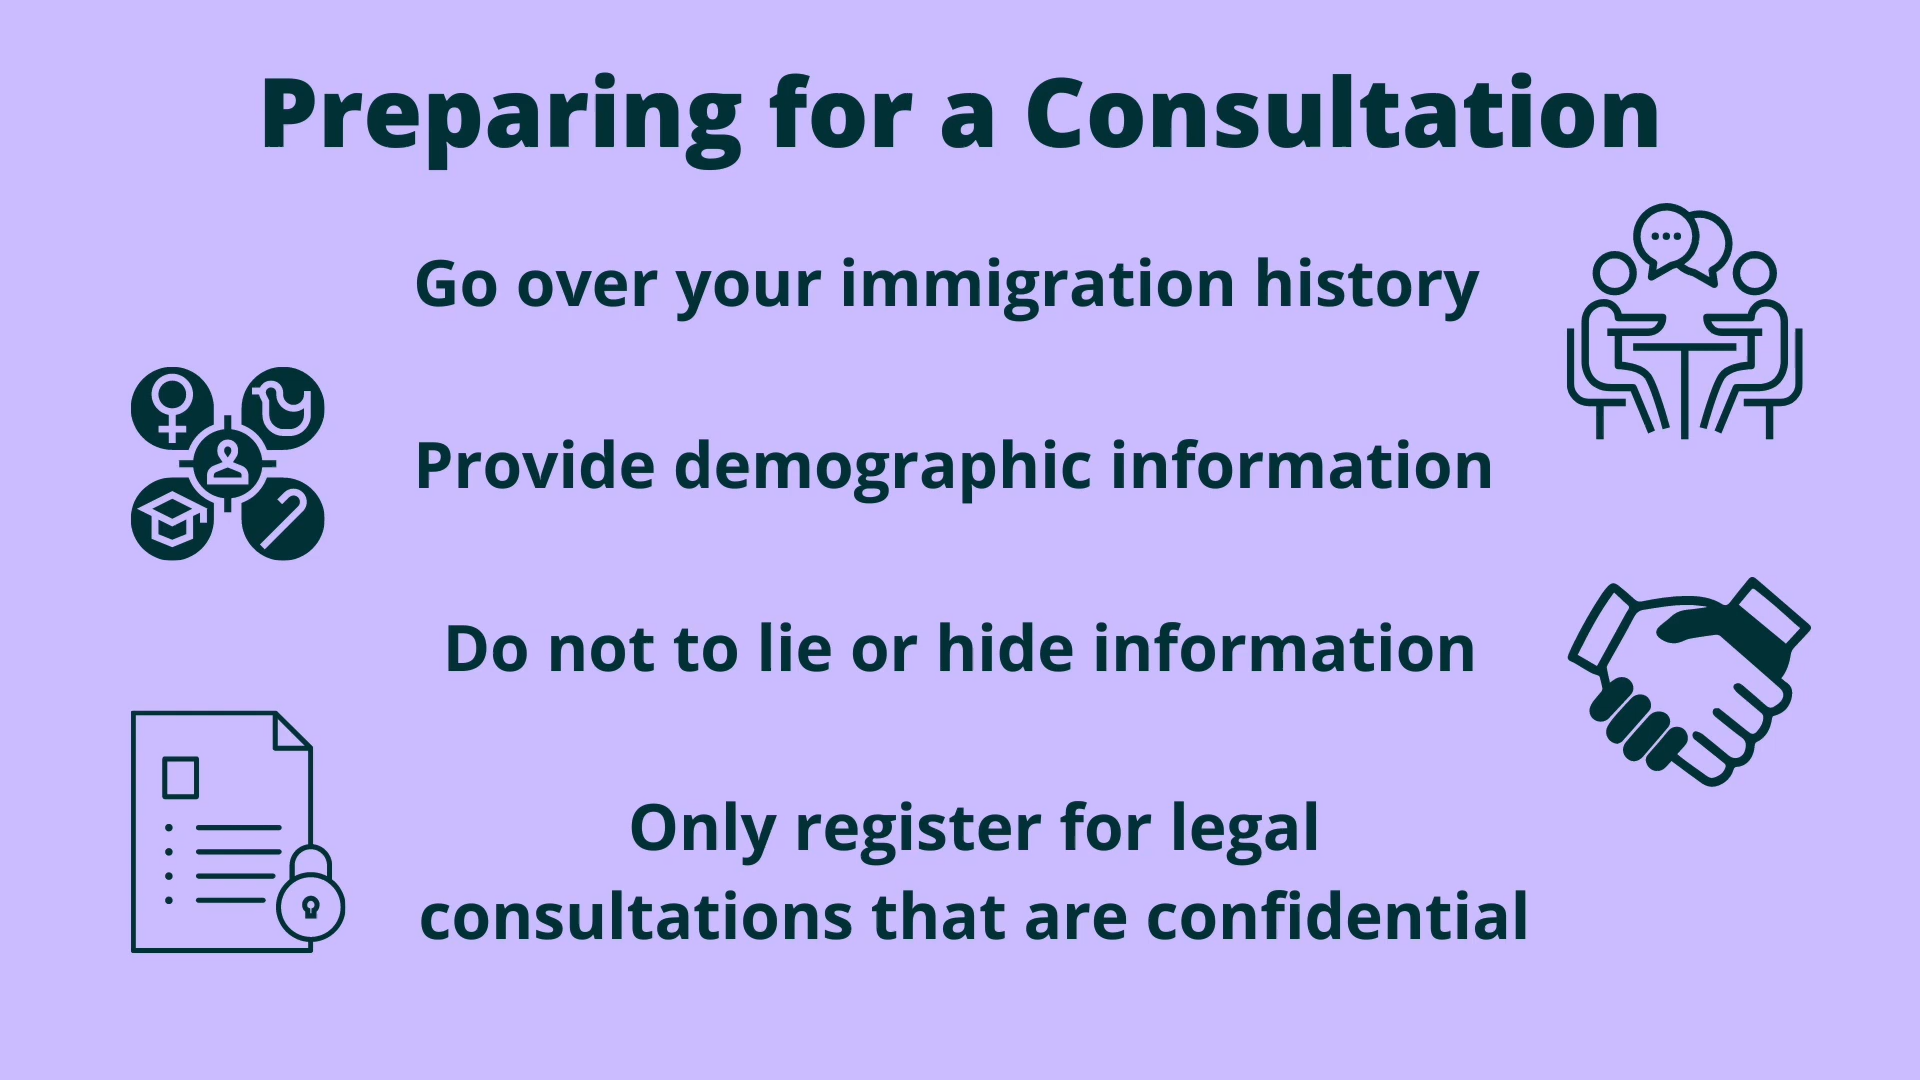 Preparing for a Consultation
Go over your immigration history
Provide demographic information
Do not to lie or hide information
Only register for legal
consultations that are confidential